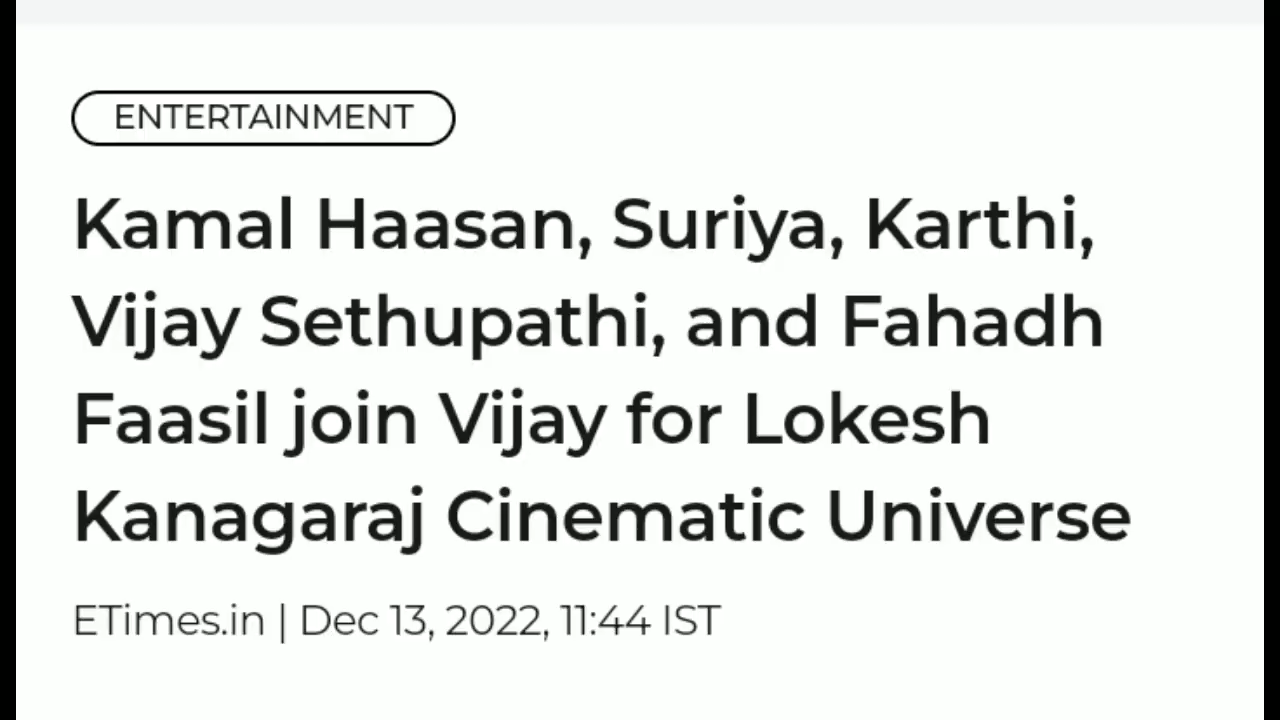 ENTERTAINMENT
Kamal Haasan, Suriya, Karthi,
Vijay Sethupathi, and Fahadh
Faasil join Vijay for Lokesh
Kanagaraj Cinematic Universe
ETimes.in | Dec 13, 2022, 11:44 IST